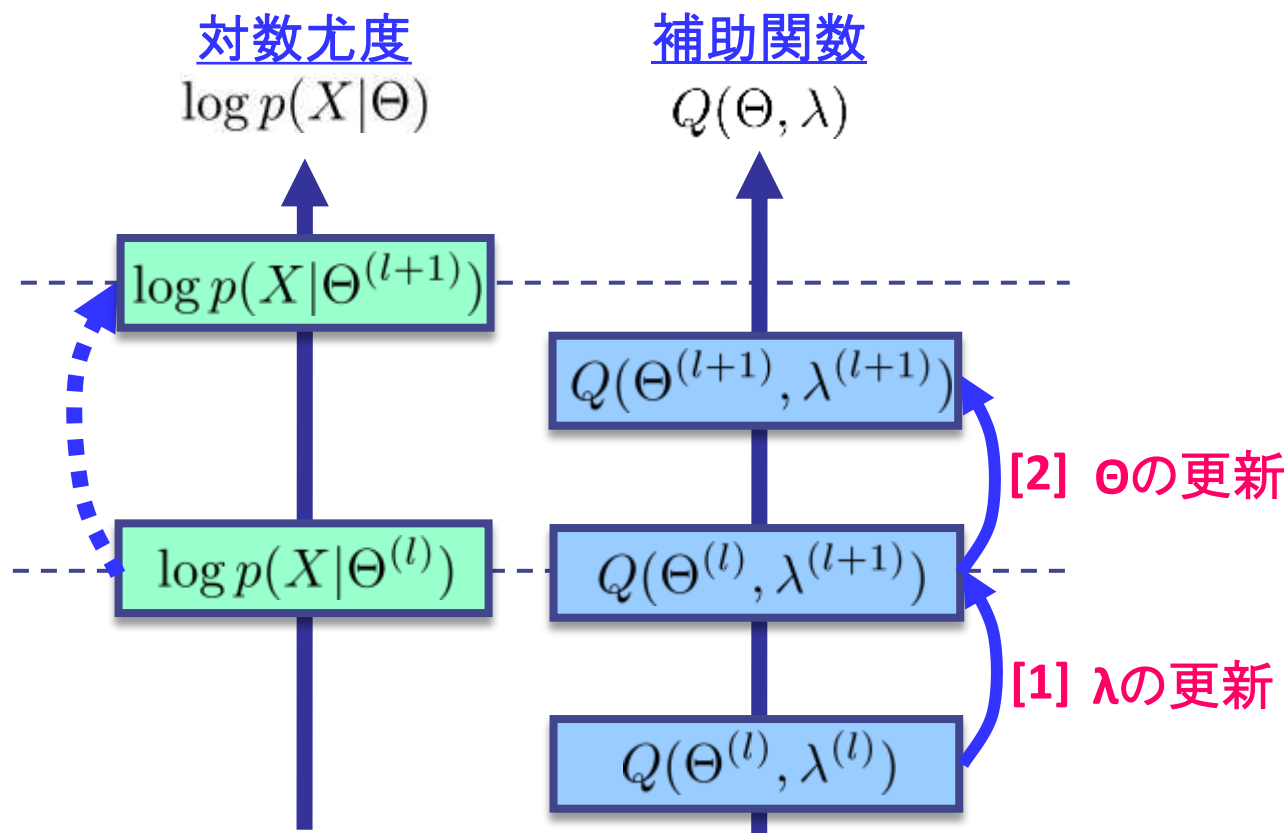 対数尤度
log p(X|Θ)
補助関数
Q(Θ, λ)
log p(X|Θ^{(l+1)})
Q(Θ^{(l+1)}, λ^{(l+1)})
[2] Θの更新
log p(X|Θ^{(l)})
Q(Θ^{(l)}, λ^{(l+1)})
[1] λの更新
Q(Θ^{(l)}, λ^{(l)})